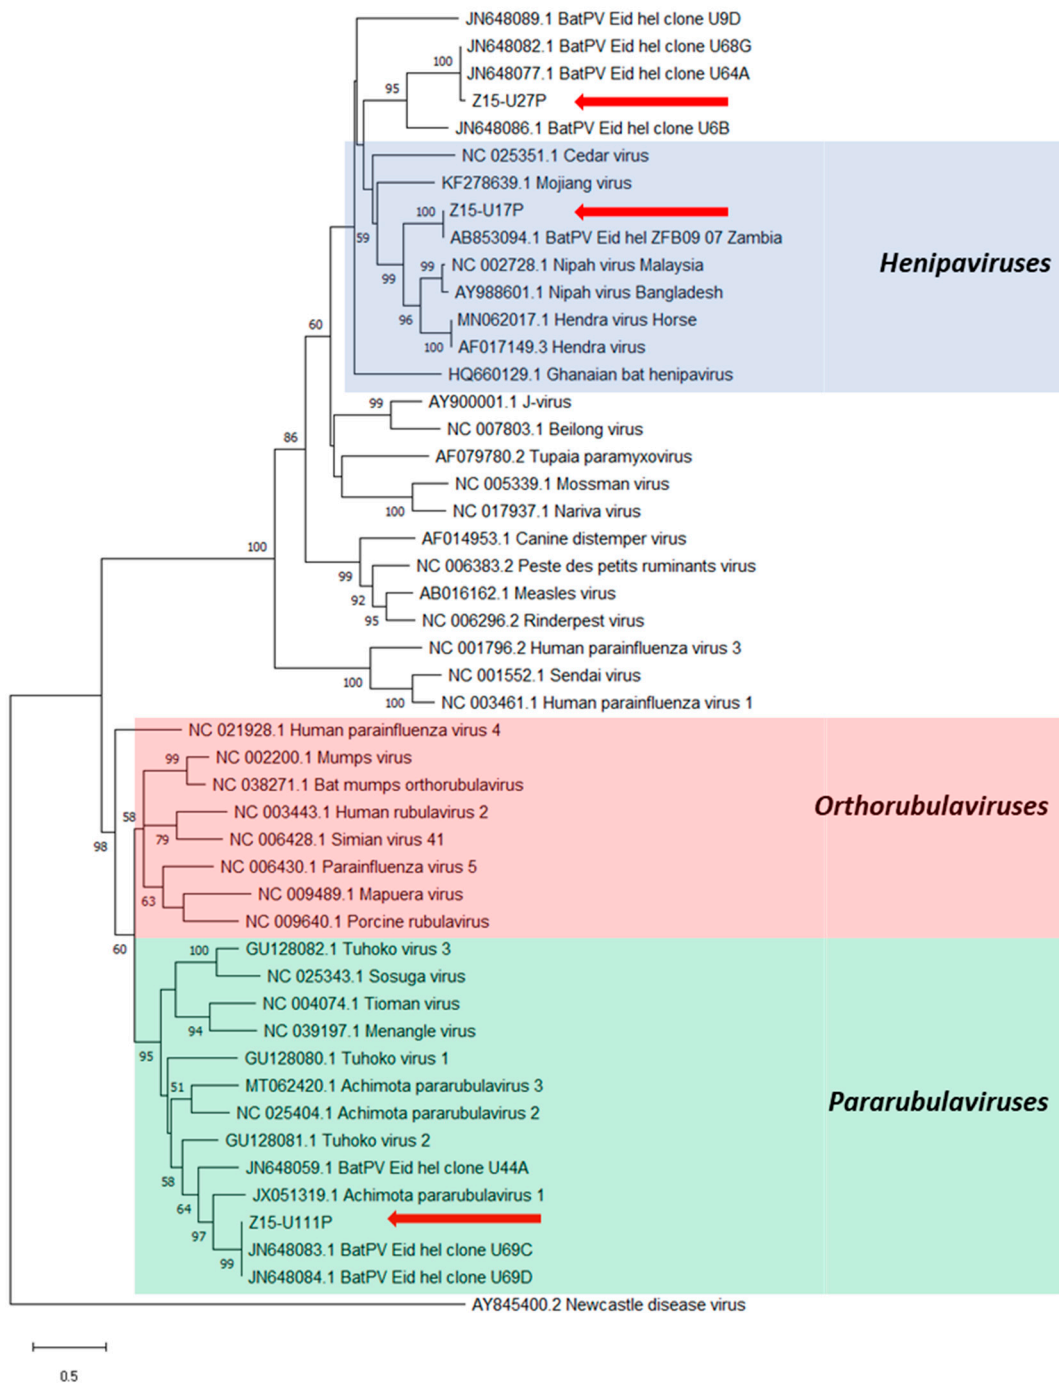 JN648089.1 BatPV Eid hel clone U9D
JN648082.1 BatPV Eid hel clone U68G
100
JN648077.1 BatPV Eid hel clone U64A
95
Z15-U27P
JN648086.1 BatPV Eid hel clone U6B
NC 025351.1 Cedar virus
KF278639.1 Mojiang virus
100
Z15-U17P
59
AB853094.1 BatPV Eid hel ZFB09 07 Zambia
Henipaviruses
99
NC 002728.1 Nipah virus Malaysia
99
AY988601.1 Nipah virus Bangladesh
96
MN062017.1 Hendra virus Horse
60
100
AF017149.3 Hendra virus
HQ660129.1 Ghanaian bat henipavirus
99
AY900001.1 J-virus
NC 007803.1 Beilong virus
86
AF079780.2 Tupaia paramyxovirus
NC 005339.1 Mossman virus
100
NC 017937.1 Nariva virus
AF014953.1 Canine distemper virus
100
NC 006383.2 Peste des petits ruminants virus
99
AB016162.1 Measles virus
92
95
NC 006296.2 Rinderpest virus
NC 001796.2 Human parainfluenza virus 3
NC 001552.1 Sendai virus
100
100
NC 003461.1 Human parainfluenza virus 1
NC 021928.1 Human parainfluenza virus 4
99
NC 002200.1 Mumps virus
NC 038271.1 Bat mumps orthorubulavirus
Orthorubulaviruses
58
NC 003443.1 Human rubulavirus 2
79
NC 006428.1 Simian virus 41
98
NC 006430.1 Parainfluenza virus 5
NC 009489.1 Mapuera virus
63
NC 009640.1 Porcine rubulavirus
60
100
GU128082.1 Tuhoko virus 3
NC 025343.1 Sosuga virus
NC 004074.1 Tioman virus
94
NC 039197.1 Menangle virus
95
GU128080.1 Tuhoko virus 1
51
MT062420.1 Achimota pararubulavirus 3
Pararubulaviruses
NC 025404.1 Achimota pararubulavirus 2
GU128081.1 Tuhoko virus 2
58
JN648059.1 BatPV Eid hel clone U44A
64
JX051319.1 Achimota pararubulavirus 1
97
Z15-U111P
99
JN648083.1 BatPV Eid hel clone U69C
JN648084.1 BatPV Eid hel clone U69D
AY845400.2 Newcastle disease virus
0.5